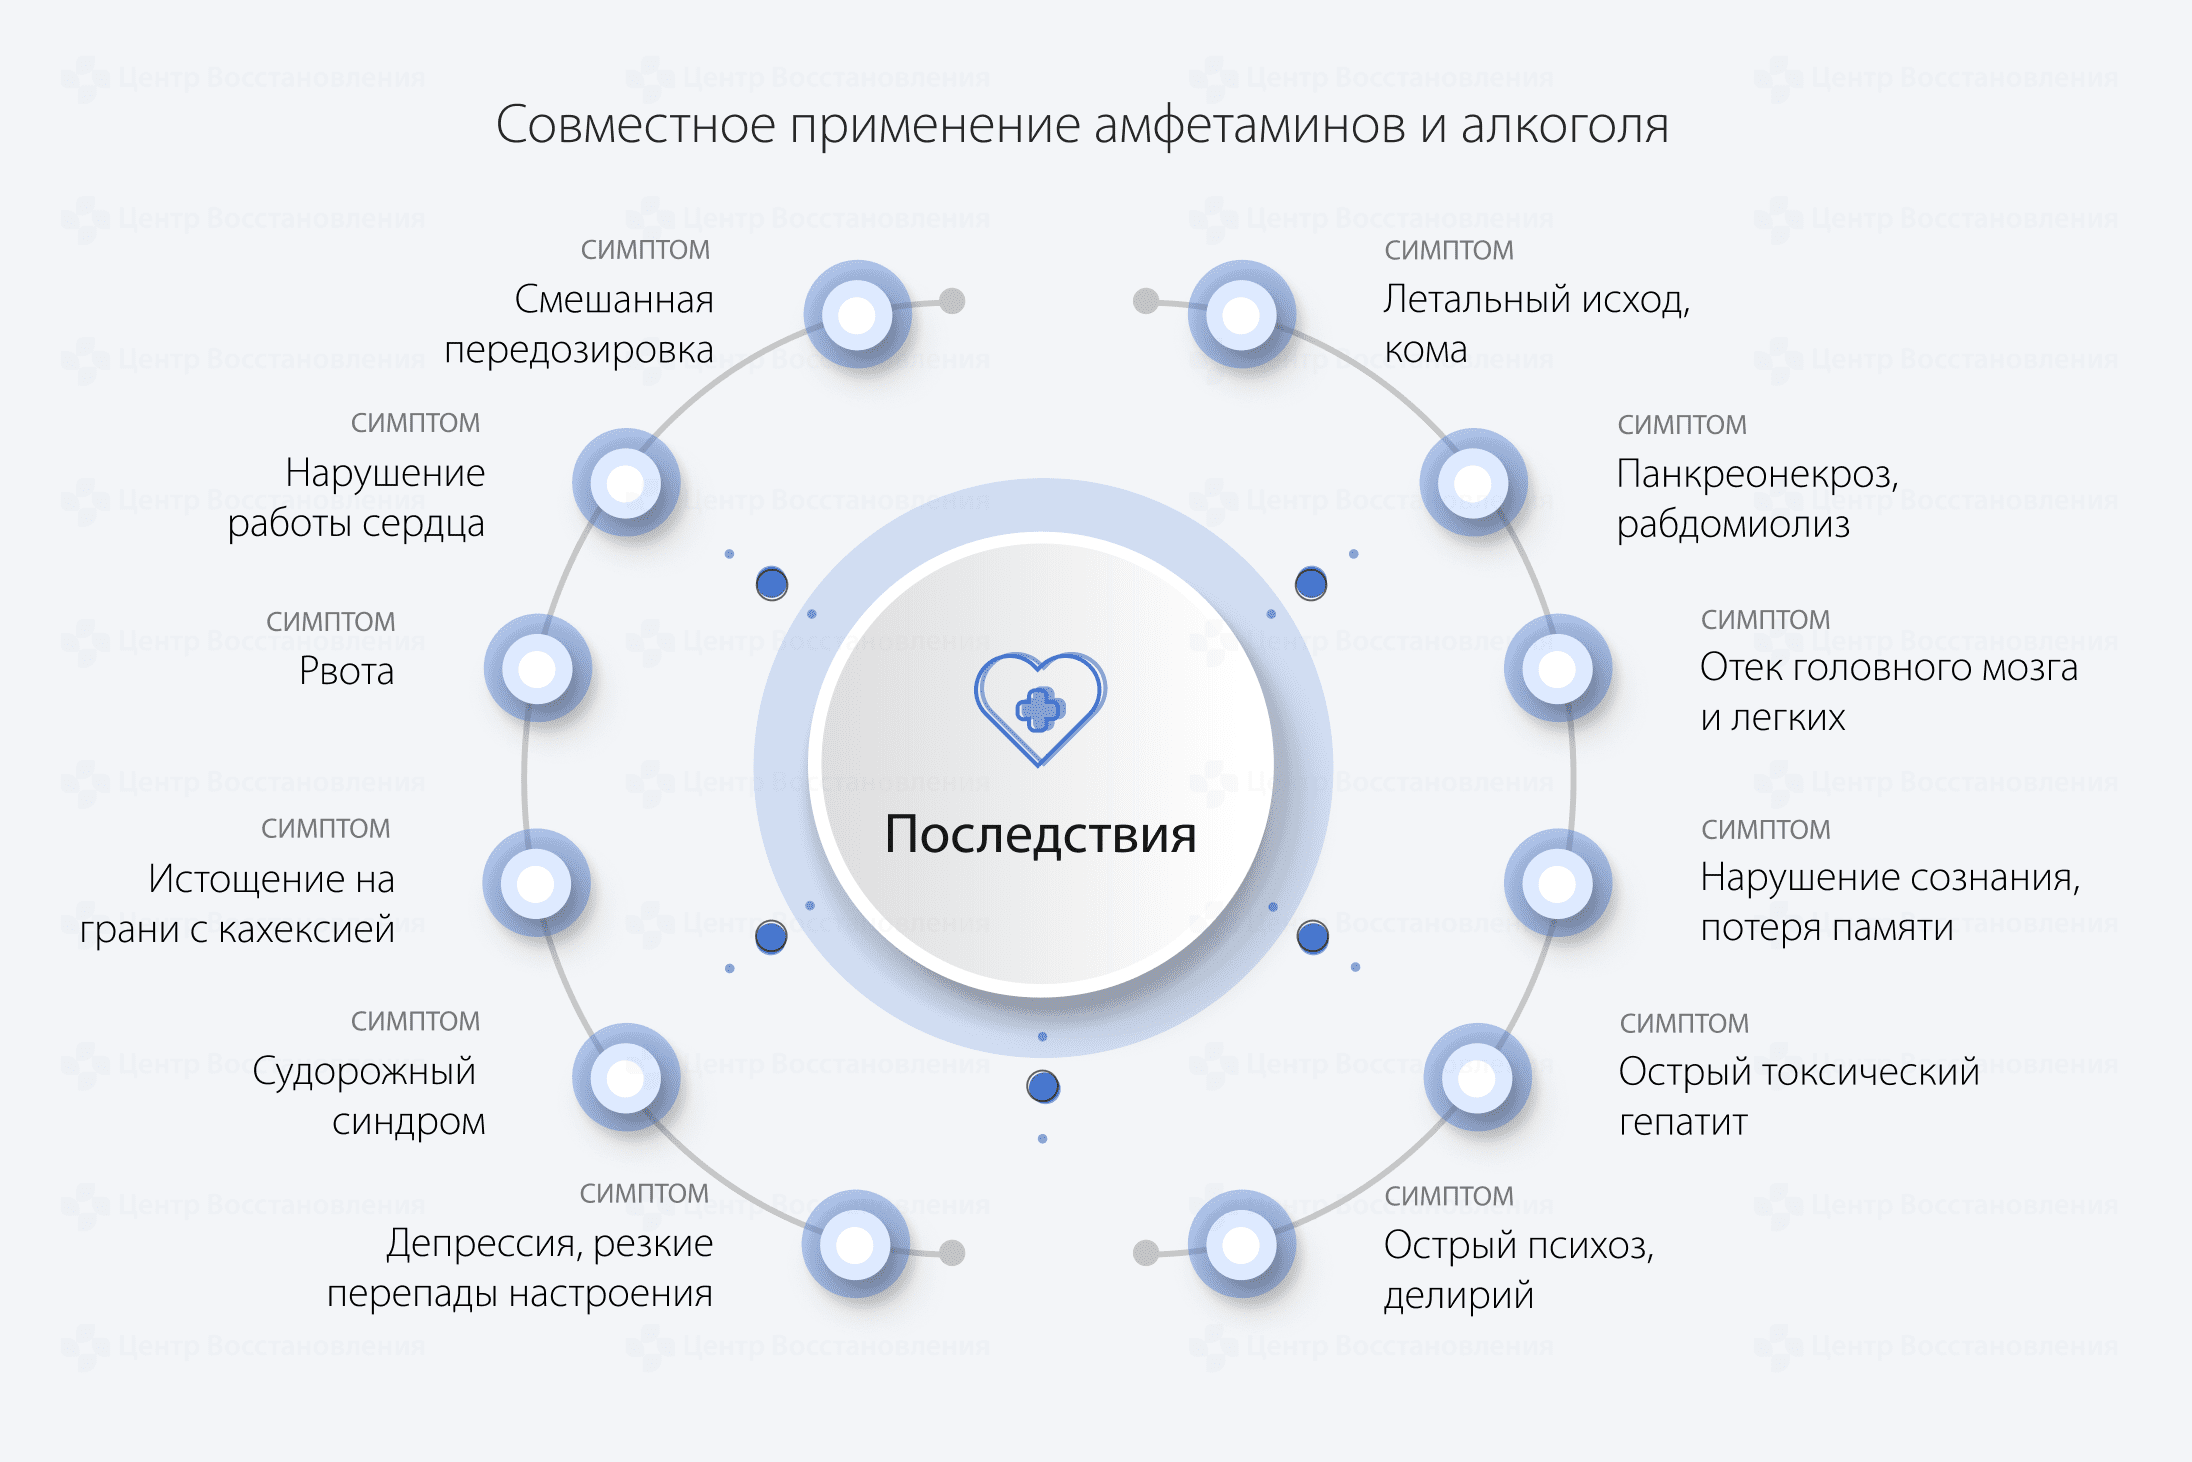 Совместное применение амфетаминов и алкоголя
СИМПТОМ
Смешанная
передозировка
СИМПТОМ
Нарушение
работы сердца
СИМПТОМ
Рвота
СИМПТОМ
Истощение на
грани с кахексией
СИМПТОМ
Судорожный
синдром
СИМПТОМ
Депрессия, резкие
перепады настроения
Последствия
СИМПТОМ
Летальный исход,
кома
СИМПТОМ
Панкреонекроз,
рабдомиолиз
СИМПТОМ
Отек головного мозга
и легких
СИМПТОМ
Нарушение сознания,
потеря памяти
СИМПТОМ
Острый токсический
гепатит
СИМПТОМ
Острый психоз,
делирий
Центр Восстановления